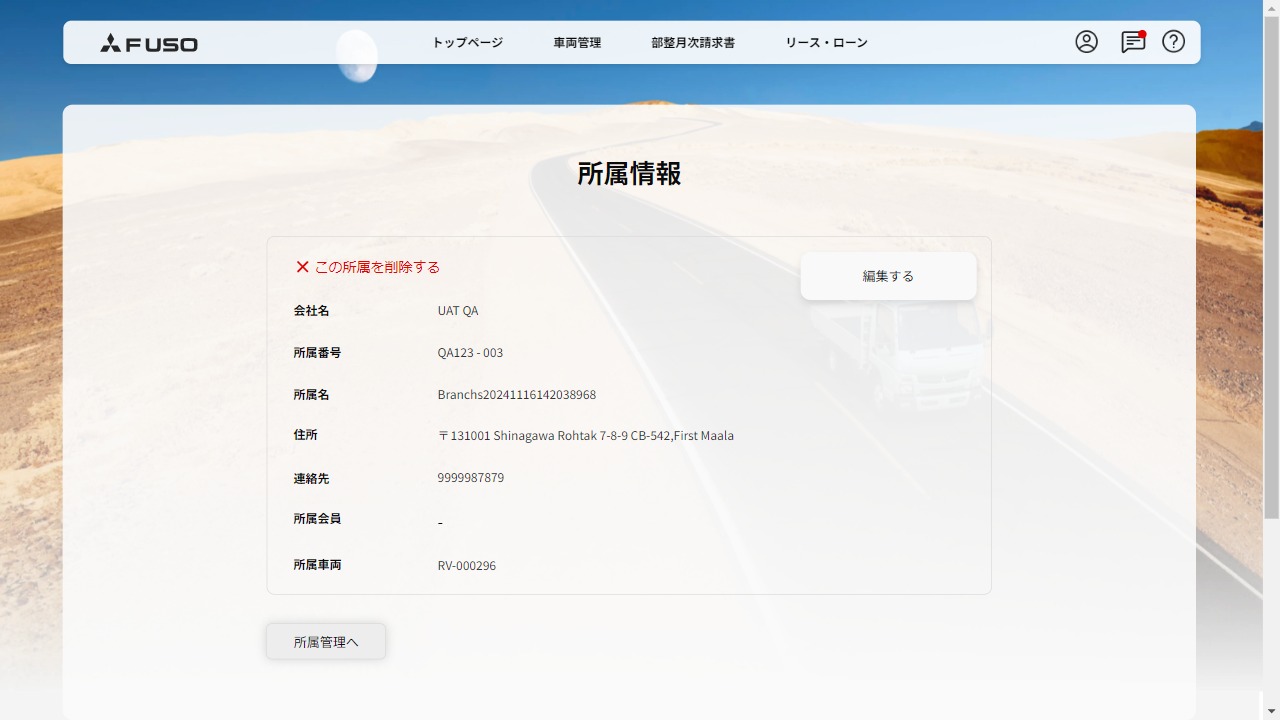 FUSO
トップページ
車両管理
部整月次請求書
リース・ローン
所属情報
この所属を削除する
編集する
会社名 UAT QA
所属番号 QA123 - 003
所属名 Branchs20241116142038968
住所 〒131001 Shinagawa Rohtak 7-8-9 CB-542,First Maala
連絡先 9999987879
所属会員 -
所属車両 RV-000296
所属管理へ